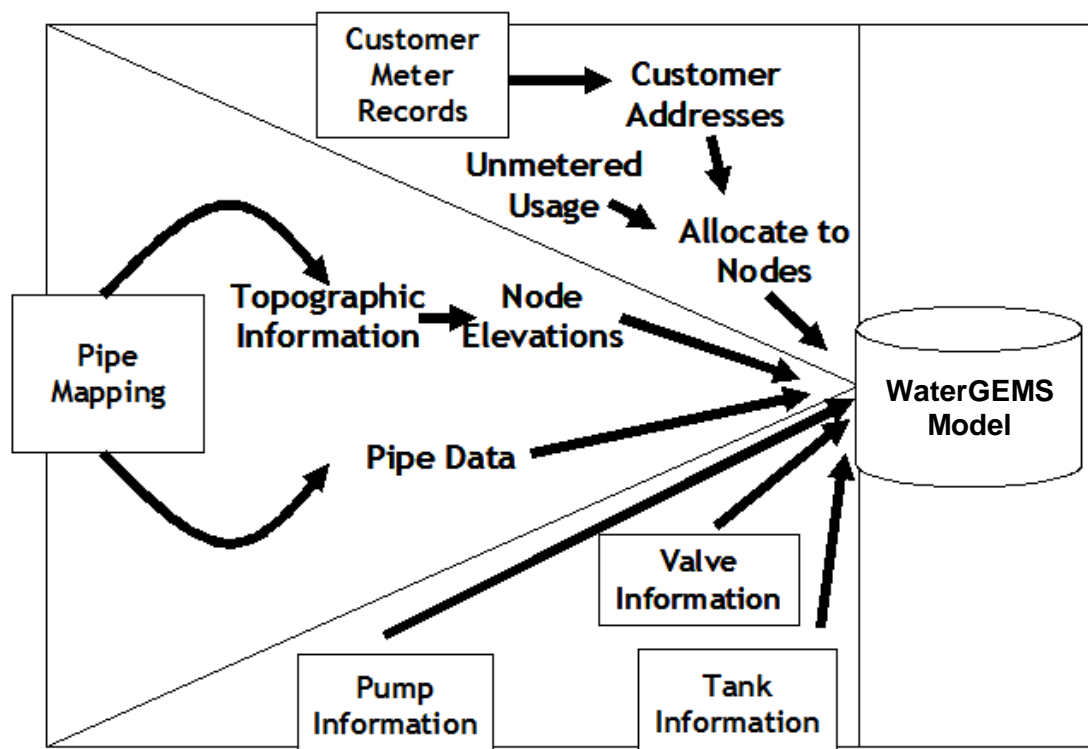 Customer
Meter
Records
Customer
Addresses
Unmetered
Usage
Allocate to
Nodes
Topographic
Information
Node
Elevations
Pipe
Mapping
WaterGEMS
Model
Pipe Data
Valve
Information
Pump
Information
Tank
Information